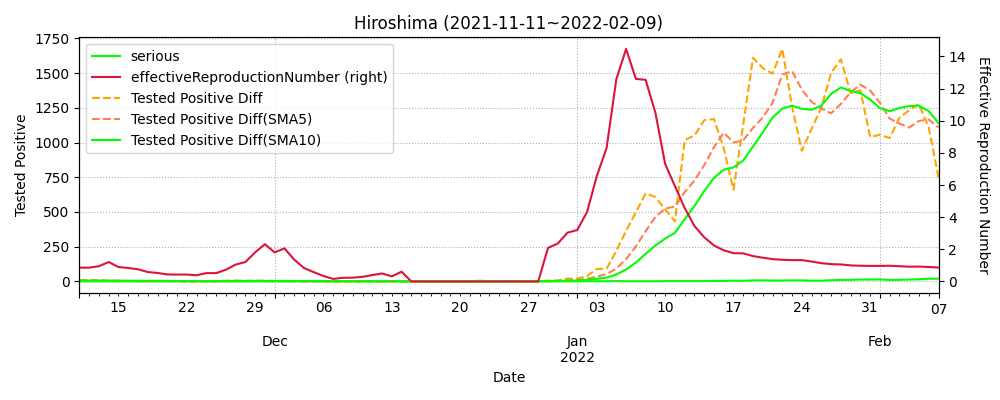 Hiroshima (2021-11-11~2022-02-09)
serious
effectiveReproductionNumber (right)
Tested Positive Diff
Tested Positive Diff(SMA5)
Tested Positive Diff(SMA10)
Tested Positive
1750
1500
1250
1000
750
500
250
0
14
12
10
8
6
4
2
0
Effective Reproduction Number
15 22 29 06 13 20 27 03 10 17 24 31 07
Dec Jan Feb
2022
Date